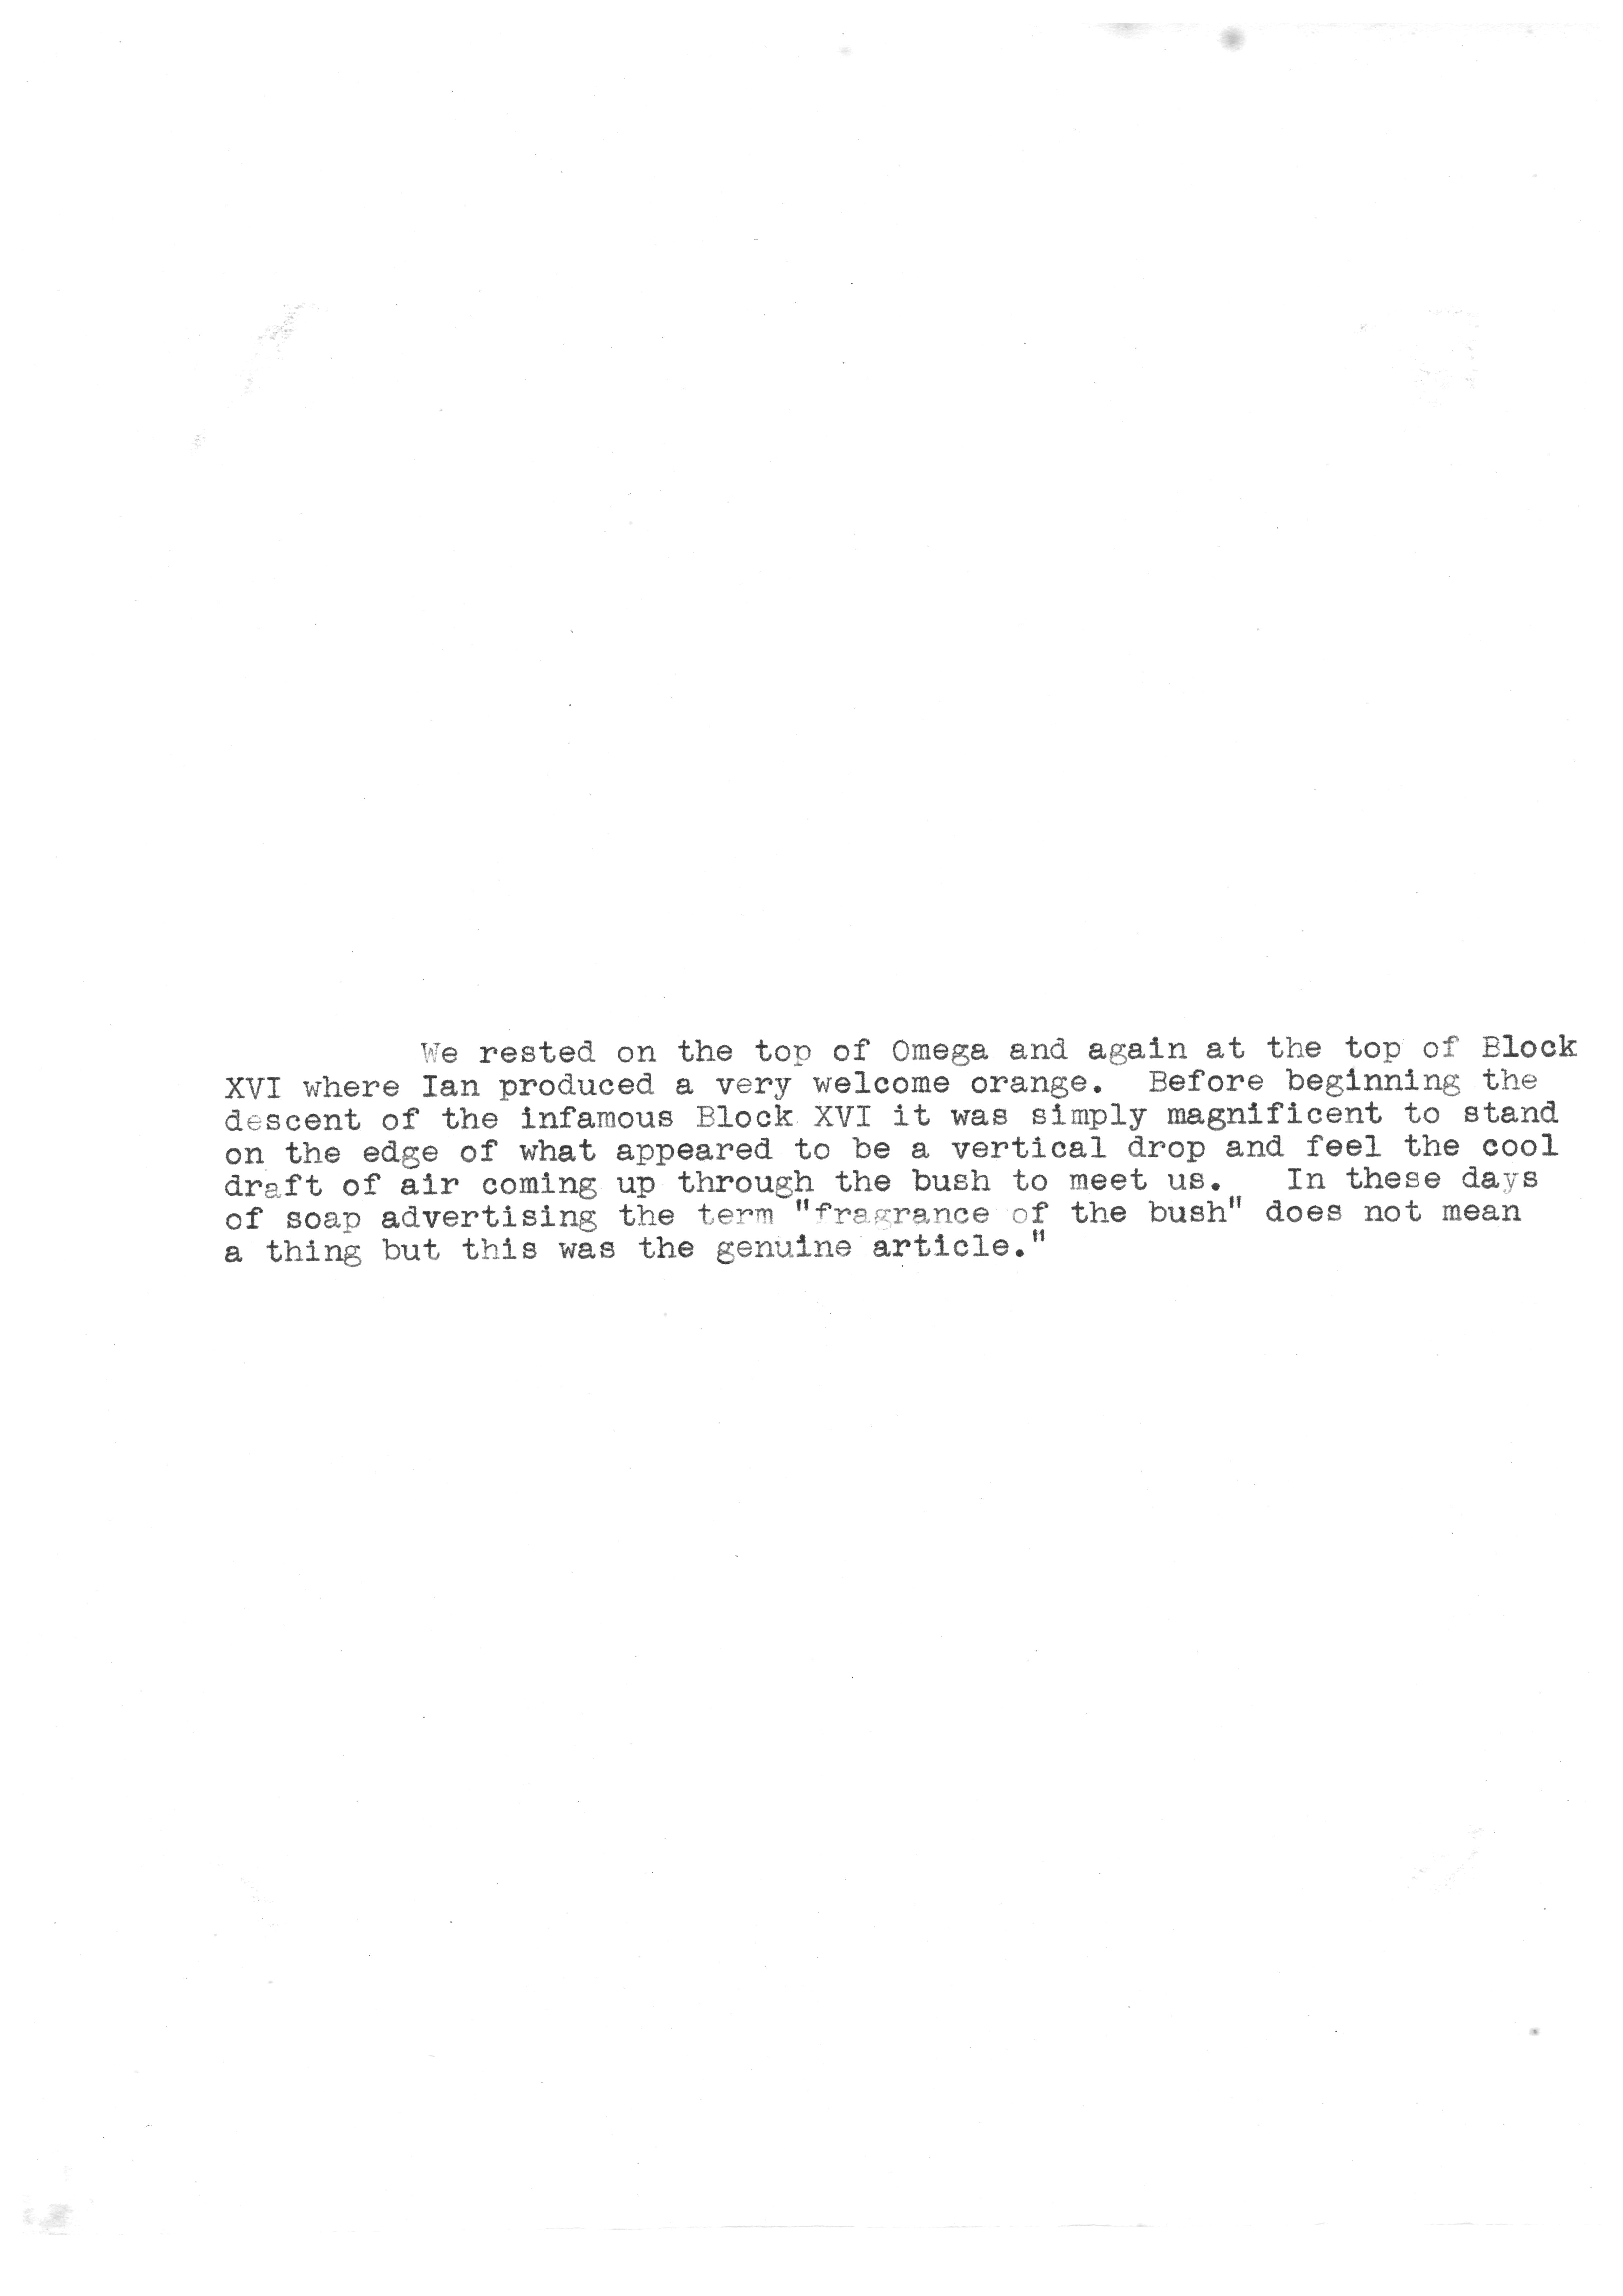 We rested on the top of Omega and again at the top of Block
XVI where Ian produced a very welcome orange.  Before beginning the
descent of the infamous Block XVI it was simply magnificent to stand
on the edge of what appeared to be a vertical drop and feel the cool
draft of air coming up through the bush to meet us.   In these days
of soap advertising the term "fragrance of the bush" does not mean
a thing but this was the genuine article."